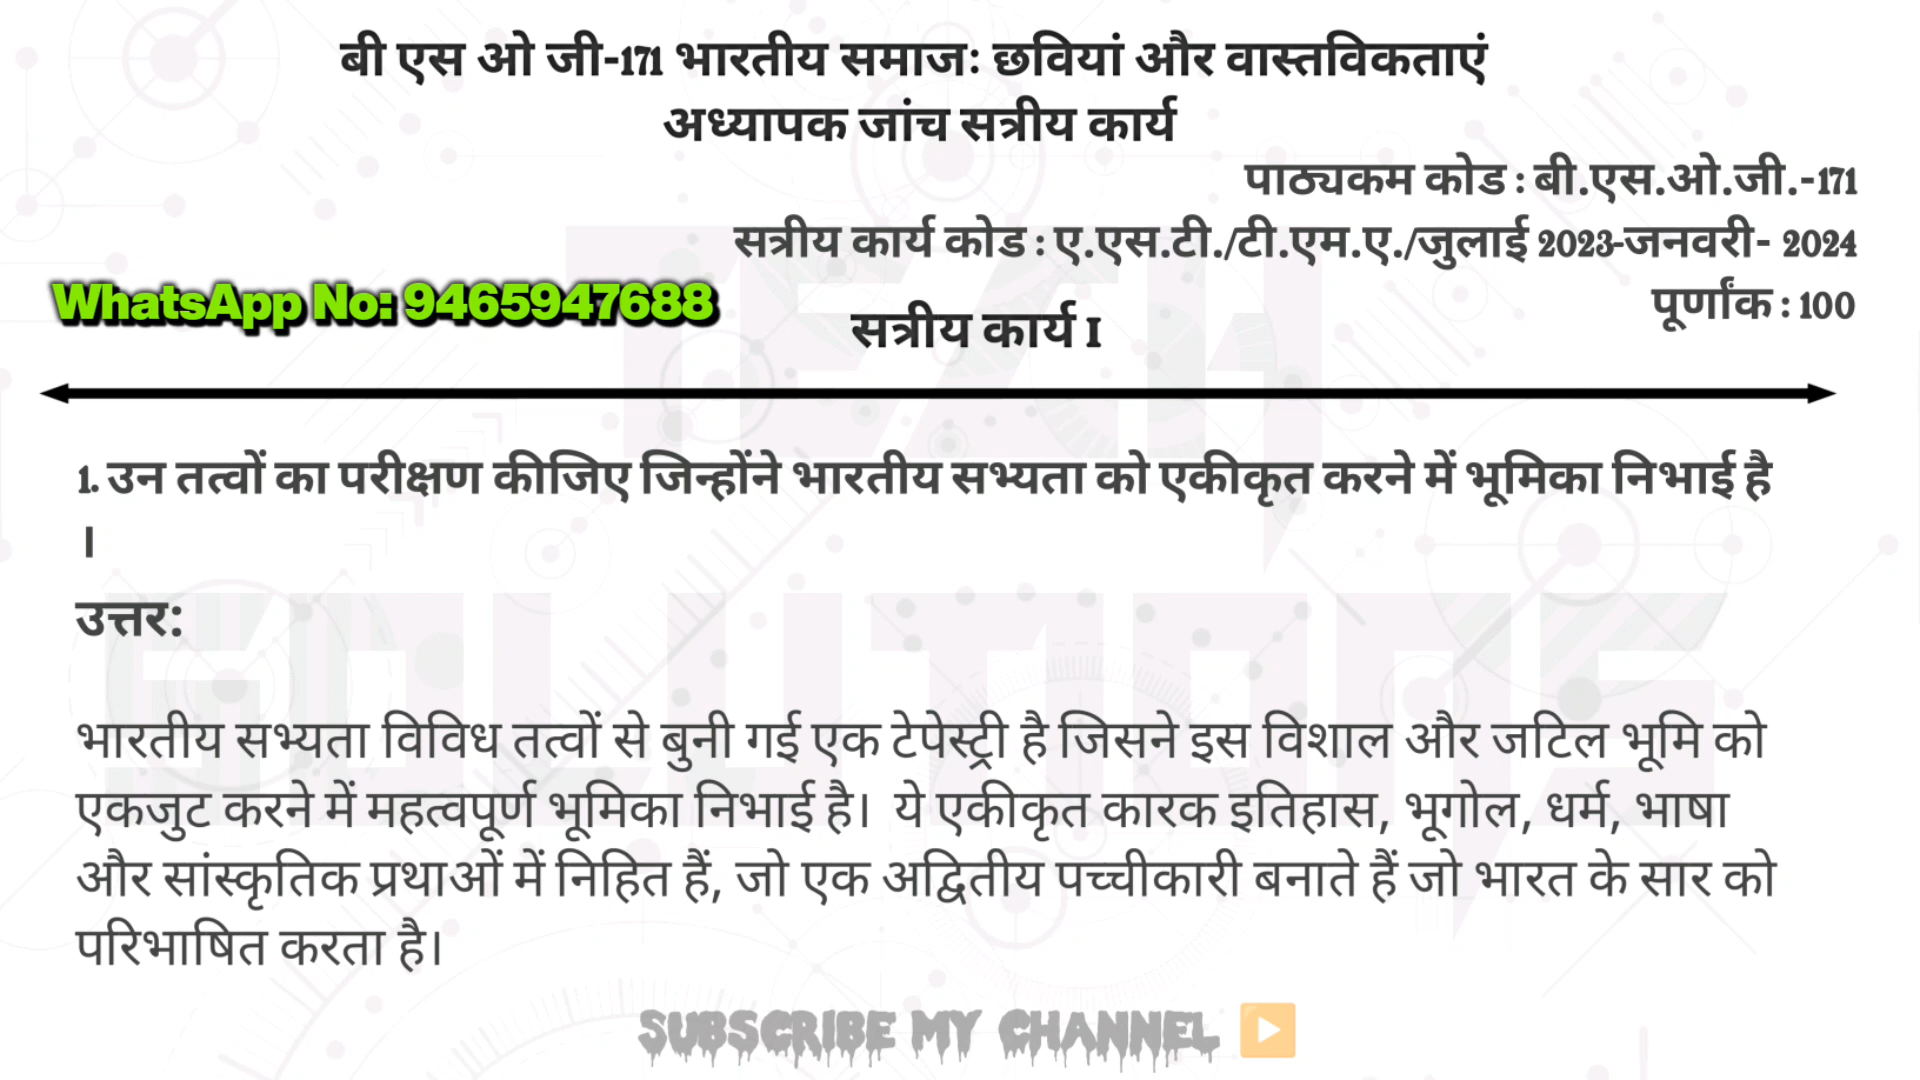 बी एस ओ जी-171 भारतीय समाज: छवियां और वास्तविकताएं
अध्यापक जांच सत्रीय कार्य
पाठ्यकम कोड : बी.एस.ओ.जी.-171
सत्रीय कार्य कोड : ए.एस.टी./टी.एम.ए./जुलाई 2023-जनवरी- 2024
WhatsApp No: 9465947688
पूर्णांक : 100
सत्रीय कार्य I
1. उन तत्वों का परीक्षण कीजिए जिन्होंने भारतीय सभ्यता को एकीकृत करने में भूमिका निभाई है
।
उत्तर:
भारतीय सभ्यता विविध तत्वों से बुनी गई एक टेपेस्ट्री है जिसने इस विशाल और जटिल भूमि को
एकजुट करने में महत्वपूर्ण भूमिका निभाई है। ये एकीकृत कारक इतिहास, भूगोल, धर्म, भाषा
और सांस्कृतिक प्रथाओं में निहित हैं, जो एक अद्वितीय पच्चीकारी बनाते हैं जो भारत के सार को
परिभाषित करता है।
SUBSCRIBE MY CHANNEL